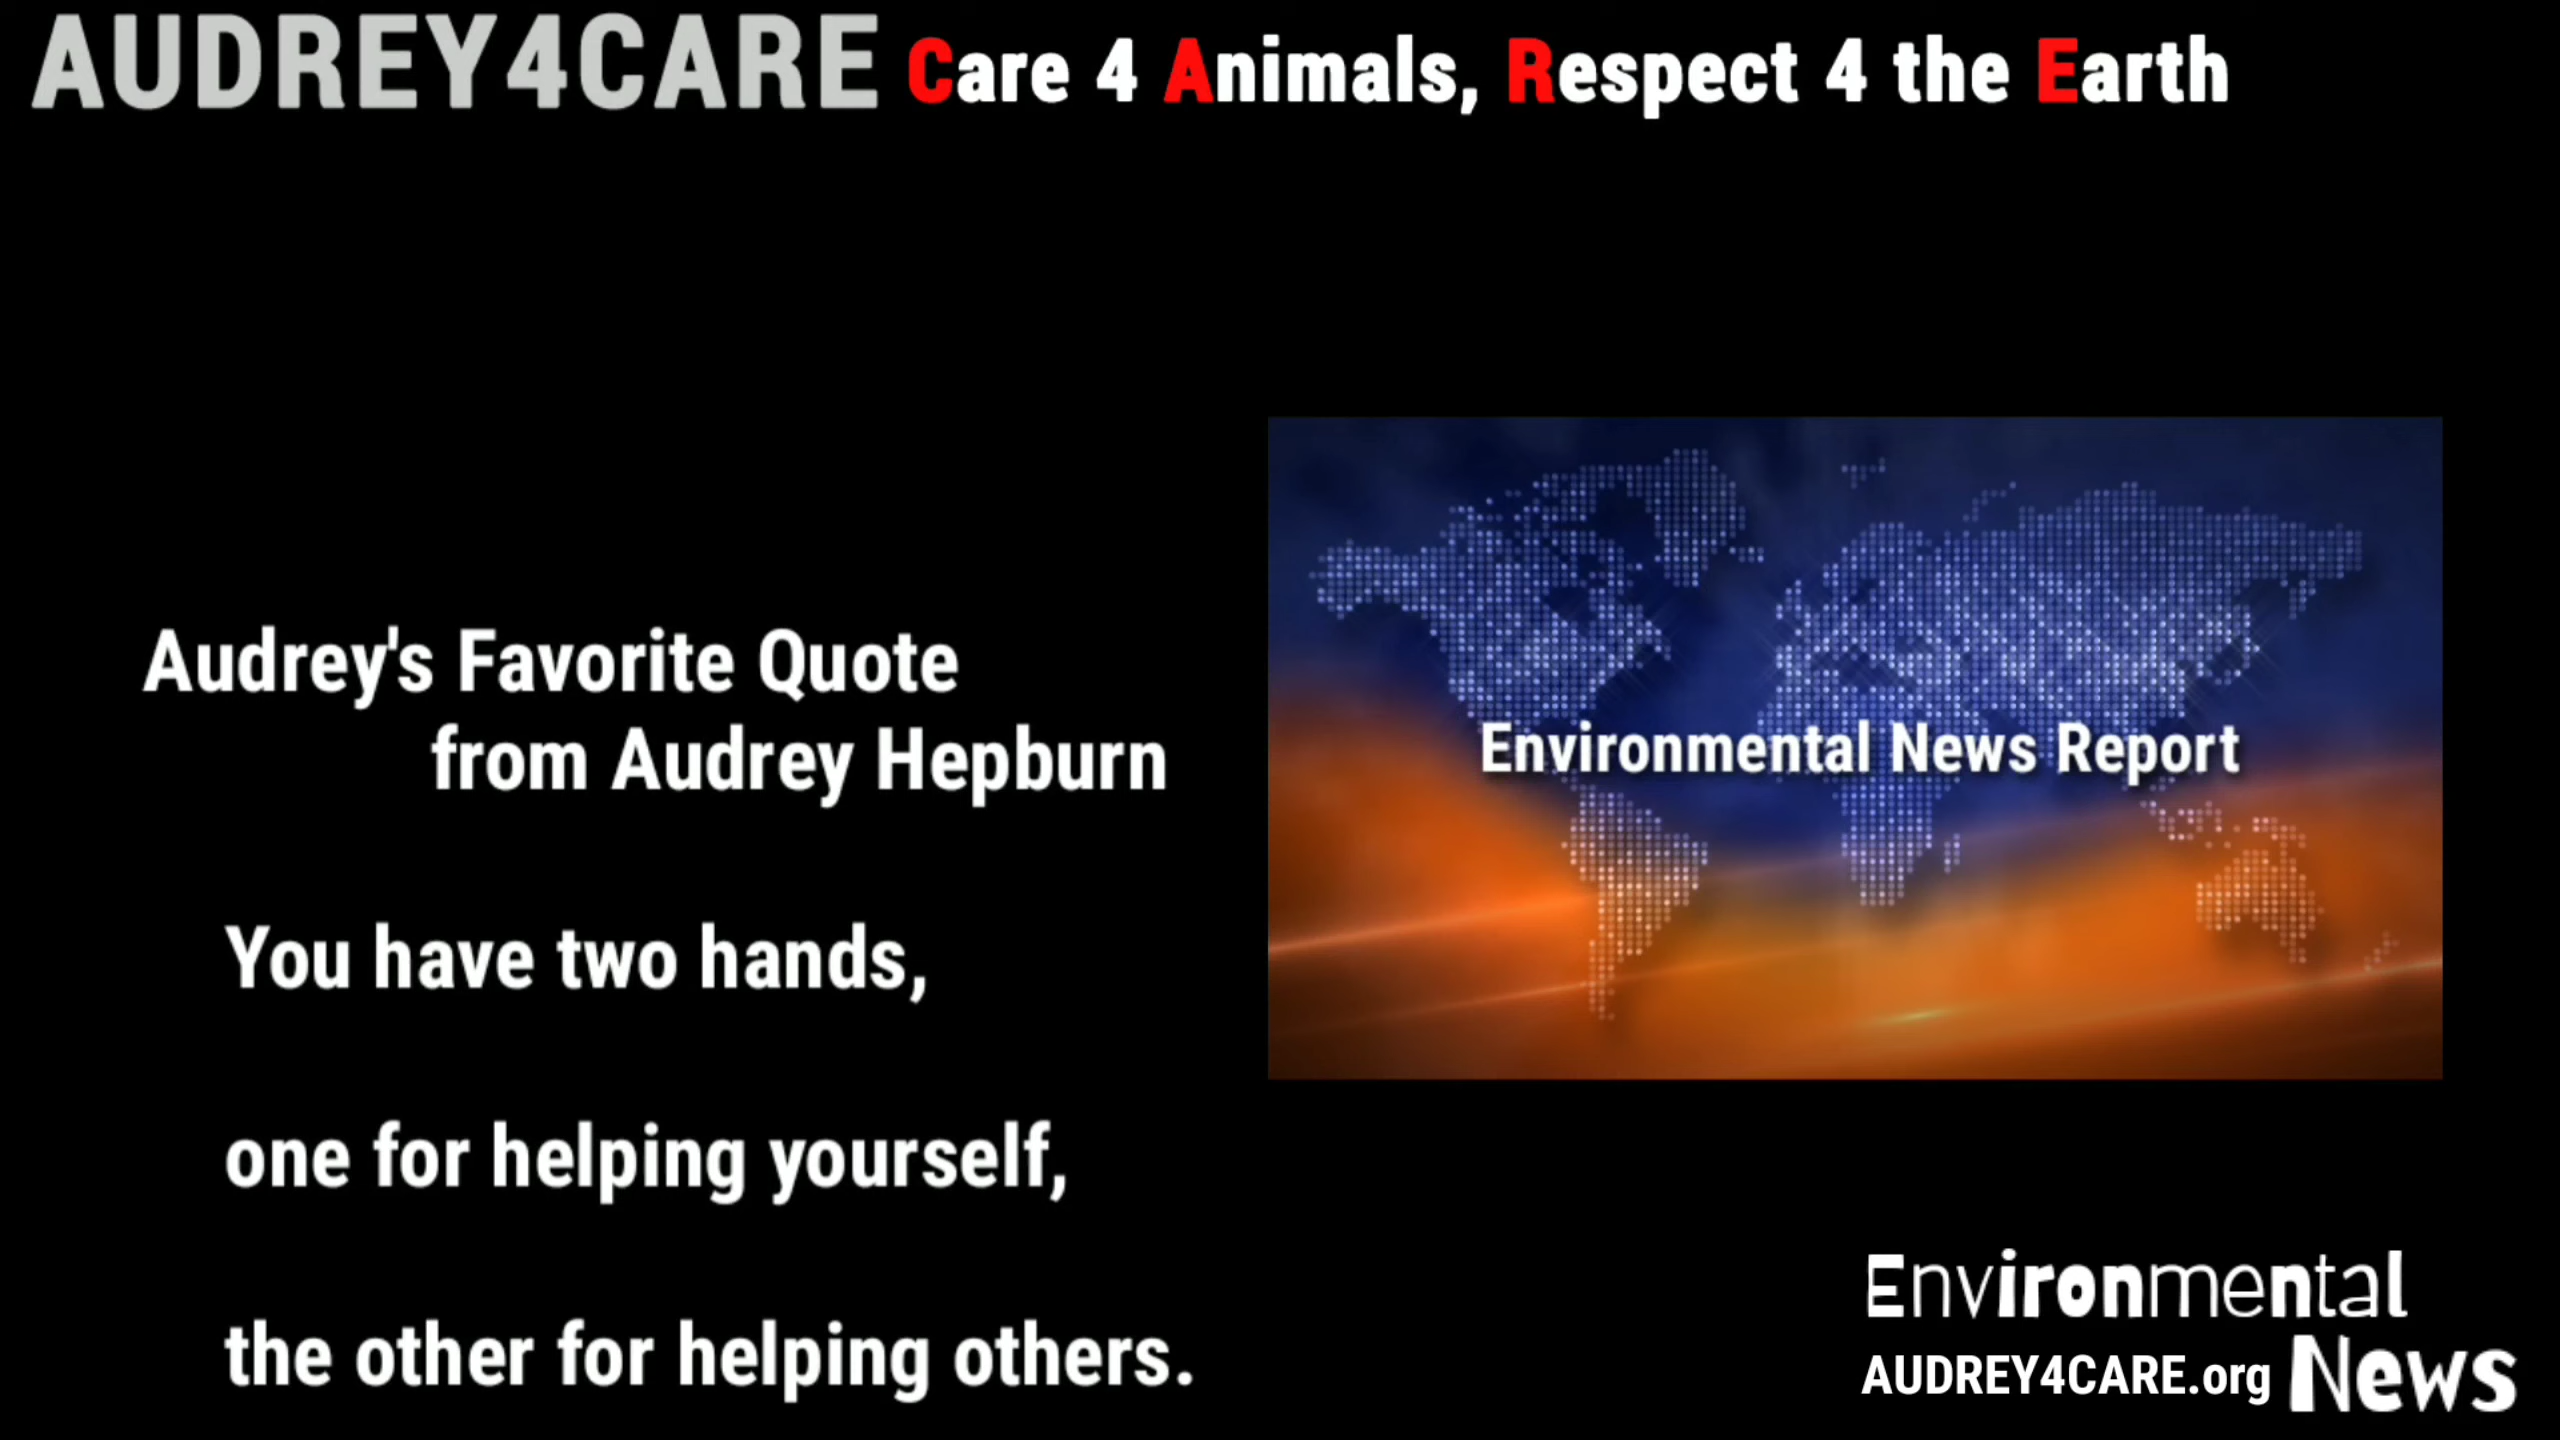 AUDREY4CARE Care 4 Animals, Respect 4 the Earth
Audrey's Favorite Quote
from Audrey Hepburn
You have two hands,
one for helping yourself,
the other for helping others.
Environmental News Report
Environmental
AUDREY4CARE.org News